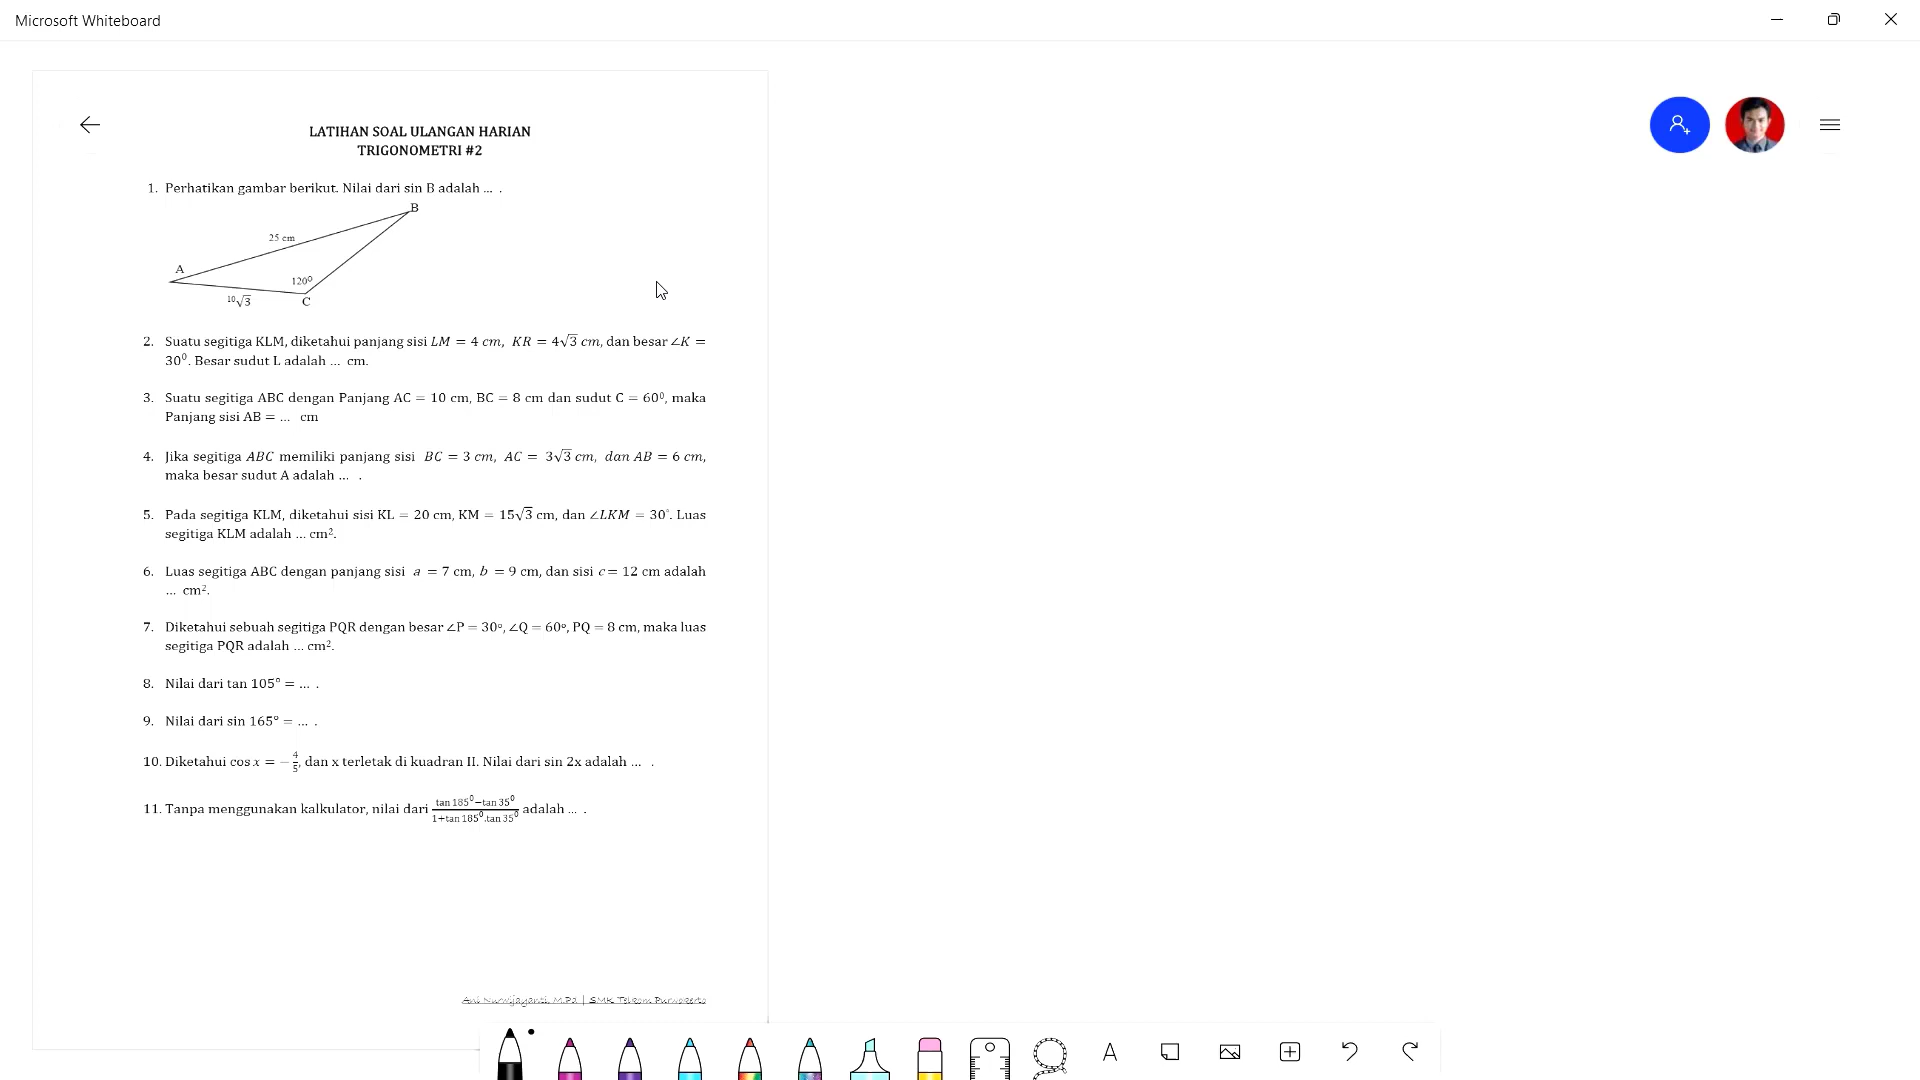 Microsoft Whiteboard
LATIHAN SOAL ULANGAN HARIAN
TRIGONOMETRI #2
1. Perhatikan gambar berikut. Nilai dari sin B adalah ... .
B
25 cm
A
120⁰
10√3
C
2. Suatu segitiga KLM, diketahui panjang sisi LM = 4 cm, KR = 4√3 cm, dan besar ∠K =
30⁰. Besar sudut L adalah ... cm.
3. Suatu segitiga ABC dengan Panjang AC = 10 cm, BC = 8 cm dan sudut C = 60⁰, maka
Panjang sisi AB = ... cm
4. Jika segitiga ABC memiliki panjang sisi BC = 3 cm, AC = 3√3 cm, dan AB = 6 cm,
maka besar sudut A adalah ... .
5. Pada segitiga KLM, diketahui sisi KL = 20 cm, KM = 15√3 cm, dan ∠LKM = 30°. Luas
segitiga KLM adalah ... cm².
6. Luas segitiga ABC dengan panjang sisi a = 7 cm, b = 9 cm, dan sisi c = 12 cm adalah
... cm².
7. Diketahui sebuah segitiga PQR dengan besar ∠P = 30°, ∠Q = 60°, PQ = 8 cm, maka luas
segitiga PQR adalah ... cm².
8. Nilai dari tan 105° = ... .
9. Nilai dari sin 165° = ... .
10. Diketahui cos x = −4/5, dan x terletak di kuadran II. Nilai dari sin 2x adalah ... .
11. Tanpa menggunakan kalkulator, nilai dari (tan 185⁰−tan 35⁰)/(1+tan 185⁰.tan 35⁰) adalah ... .
Ani Nurwijayanti, M.Pd | SMK Telkom Purwokerto
A